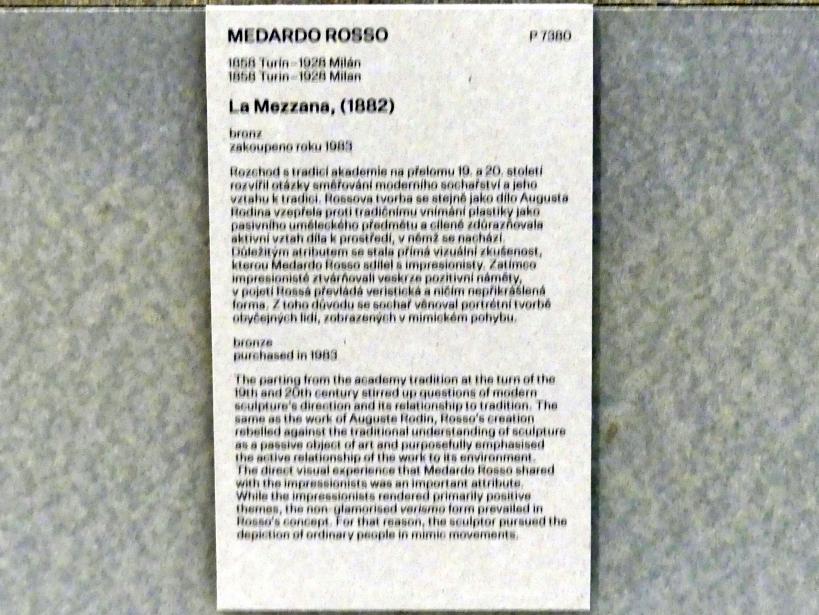 MEDARDO ROSSO P 7380
1858 Turín – 1928 Milán
1858 Turin – 1928 Milan
La Mezzana, (1882)
bronz
zakoupeno roku 1983
Rozchod s tradicí akademie na přelomu 19. a 20. století
rozvířil otázky směřování moderního sochařství a jeho
vztahu k tradici. Rossova tvorba se stejně jako dílo Augusta
Rodina vzepřela proti tradičnímu vnímání plastiky jako
pasivního uměleckého předmětu a cíleně zdůrazňovala
aktivní vztah díla k prostředí, v němž se nachází.
Důležitým atributem se stala přímá vizuální zkušenost,
kterou Medardo Rosso sdílel s impresionisty. Zatímco
impresionisté ztvárňovali veskrze pozitivní náměty,
v pojetí Rossa převládá veristická a ničím nepřikrášlená
forma. Z toho důvodu se sochař věnoval portrétní tvorbě
obyčejných lidí, zobrazených v mimickém pohybu.
bronze
purchased in 1983
The parting from the academy tradition at the turn of the
19th and 20th century stirred up questions of modern
sculpture's direction and its relationship to tradition. The
same as the work of Auguste Rodin, Rosso's creation
rebelled against the traditional understanding of sculpture
as a passive object of art and purposefully emphasised
the active relationship of the work to its environment.
The direct visual experience that Medardo Rosso shared
with the impressionists was an important attribute.
While the impressionists rendered primarily positive
themes, the non-glamorised verismo form prevailed in
Rosso's concept. For that reason, the sculptor pursued the
depiction of ordinary people in mimic movements.